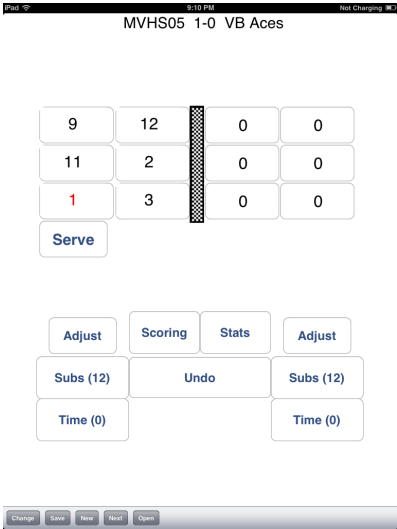 iPad 9:10 PM Not Charging
MVHS05 1-0 VB Aces
9 12 0 0
11 2 0 0
1 3 0 0
Serve
Adjust Scoring Stats Adjust
Subs (12) Undo Subs (12)
Time (0) Time (0)
Change Save New Next Open